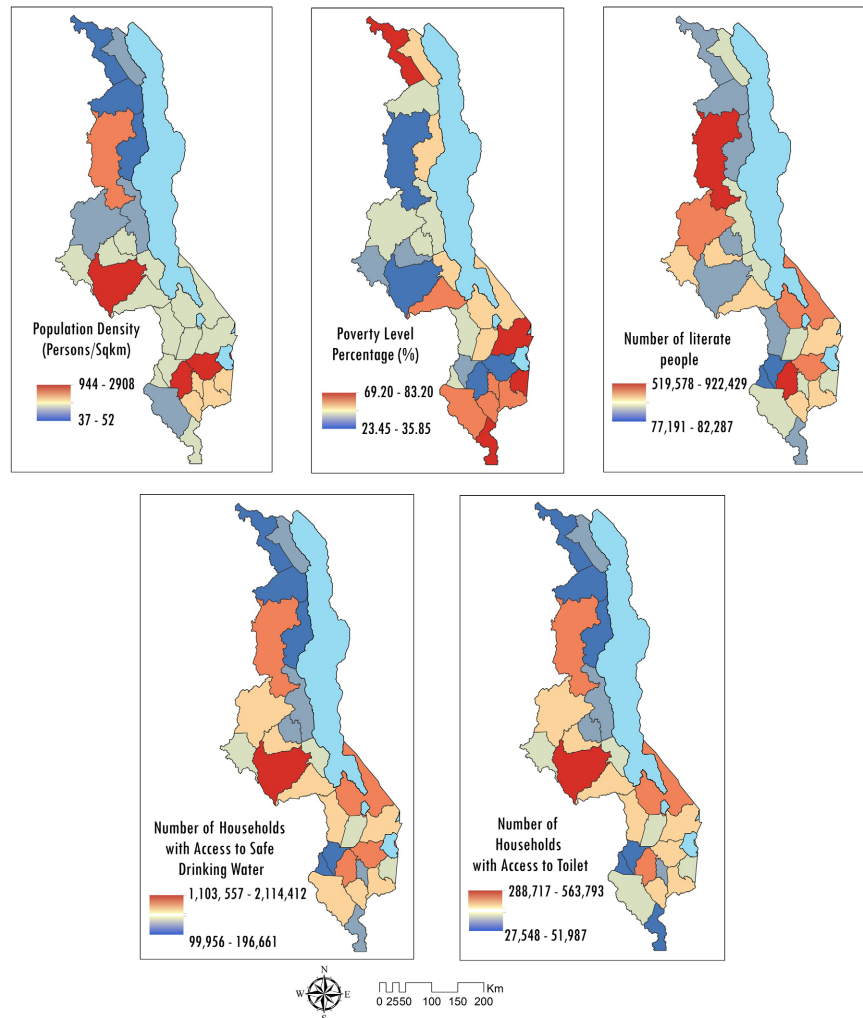 Population Density
(Persons/Sqkm)
944 - 2908
37 - 52
Poverty Level
Percentage (%)
69.20 - 83.20
23.45 - 35.85
Number of literate
people
519,578 - 922,429
77,191 - 82,287
Number of Households
with Access to Safe
Drinking Water
1,103, 557 - 2,114,412
99,956 - 196,661
Number of
Households
with Access to Toilet
288,717 - 563,793
27,548 - 51,987
N
W E
S
Km
0 2550 100 150 200